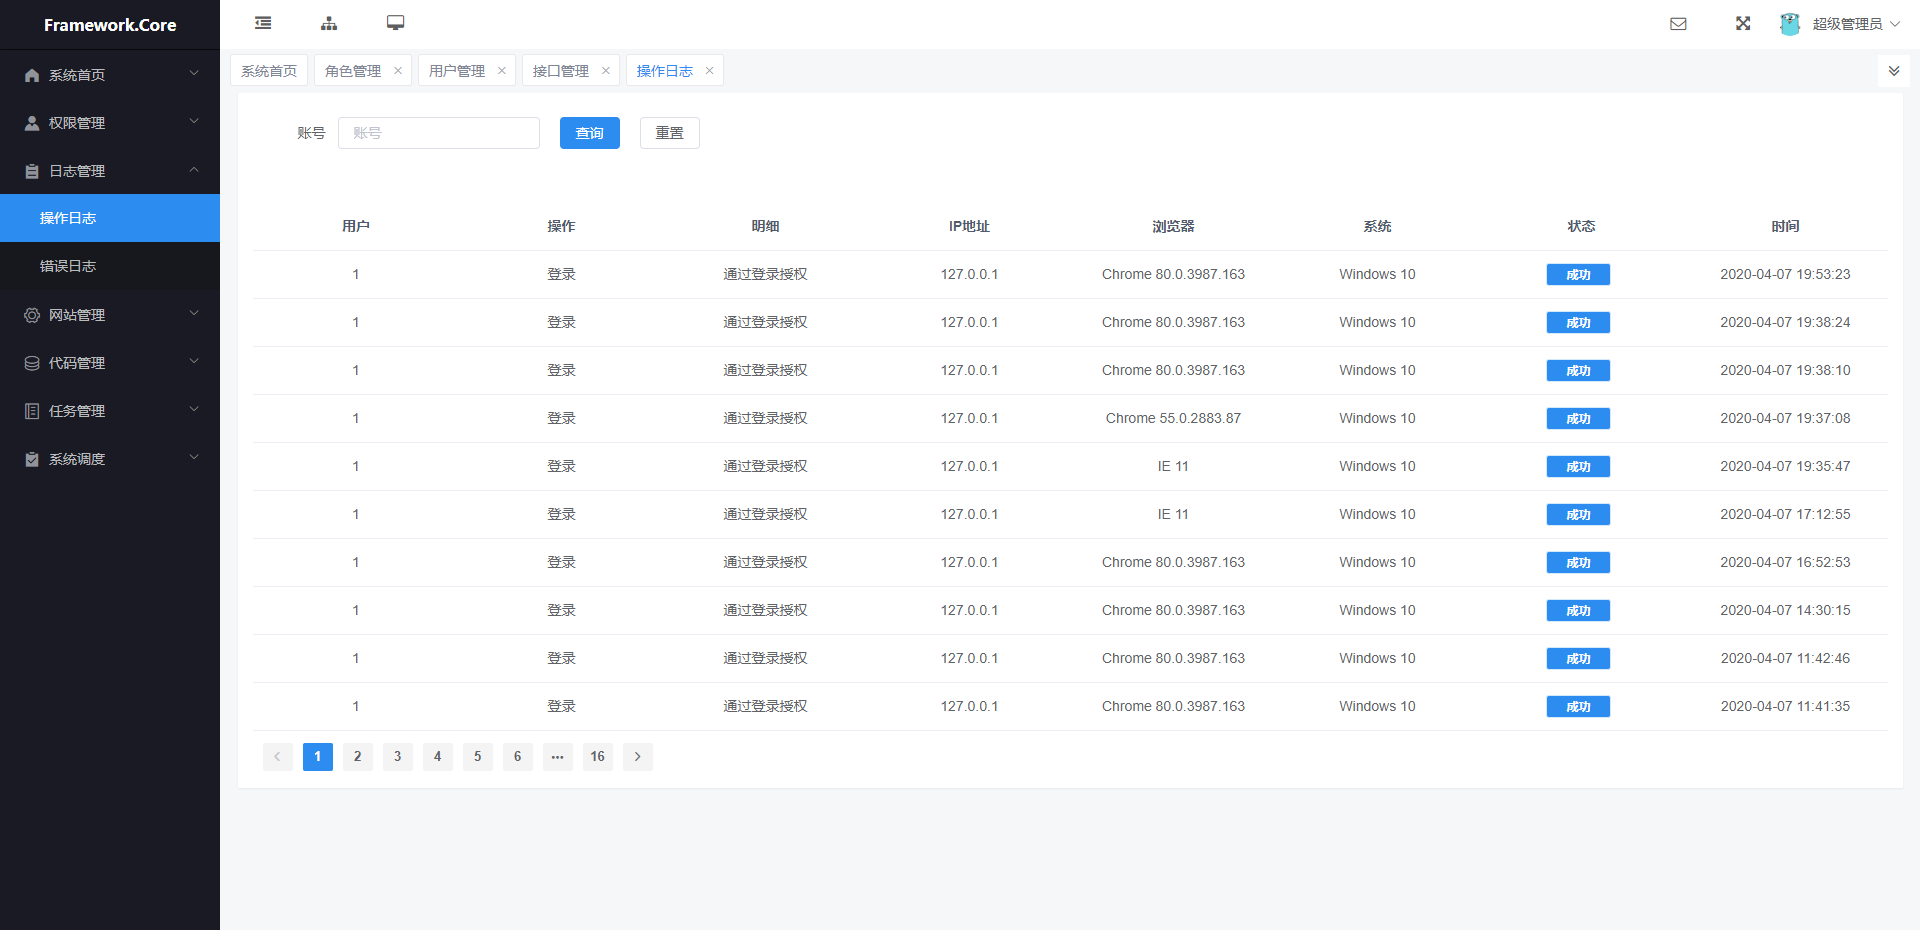 Framework.Core
超级管理员
系统首页
权限管理
日志管理
操作日志
错误日志
网站管理
代码管理
任务管理
系统调度
系统首页 角色管理 用户管理 接口管理 操作日志
账号 账号 查询 重置
用户 操作 明细 IP地址 浏览器 系统 状态 时间
1 登录 通过登录授权 127.0.0.1 Chrome 80.0.3987.163 Windows 10 成功 2020-04-07 19:53:23
1 登录 通过登录授权 127.0.0.1 Chrome 80.0.3987.163 Windows 10 成功 2020-04-07 19:38:24
1 登录 通过登录授权 127.0.0.1 Chrome 80.0.3987.163 Windows 10 成功 2020-04-07 19:38:10
1 登录 通过登录授权 127.0.0.1 Chrome 55.0.2883.87 Windows 10 成功 2020-04-07 19:37:08
1 登录 通过登录授权 127.0.0.1 IE 11 Windows 10 成功 2020-04-07 19:35:47
1 登录 通过登录授权 127.0.0.1 IE 11 Windows 10 成功 2020-04-07 17:12:55
1 登录 通过登录授权 127.0.0.1 Chrome 80.0.3987.163 Windows 10 成功 2020-04-07 16:52:53
1 登录 通过登录授权 127.0.0.1 Chrome 80.0.3987.163 Windows 10 成功 2020-04-07 14:30:15
1 登录 通过登录授权 127.0.0.1 Chrome 80.0.3987.163 Windows 10 成功 2020-04-07 11:42:46
1 登录 通过登录授权 127.0.0.1 Chrome 80.0.3987.163 Windows 10 成功 2020-04-07 11:41:35
1 2 3 4 5 6 ... 16